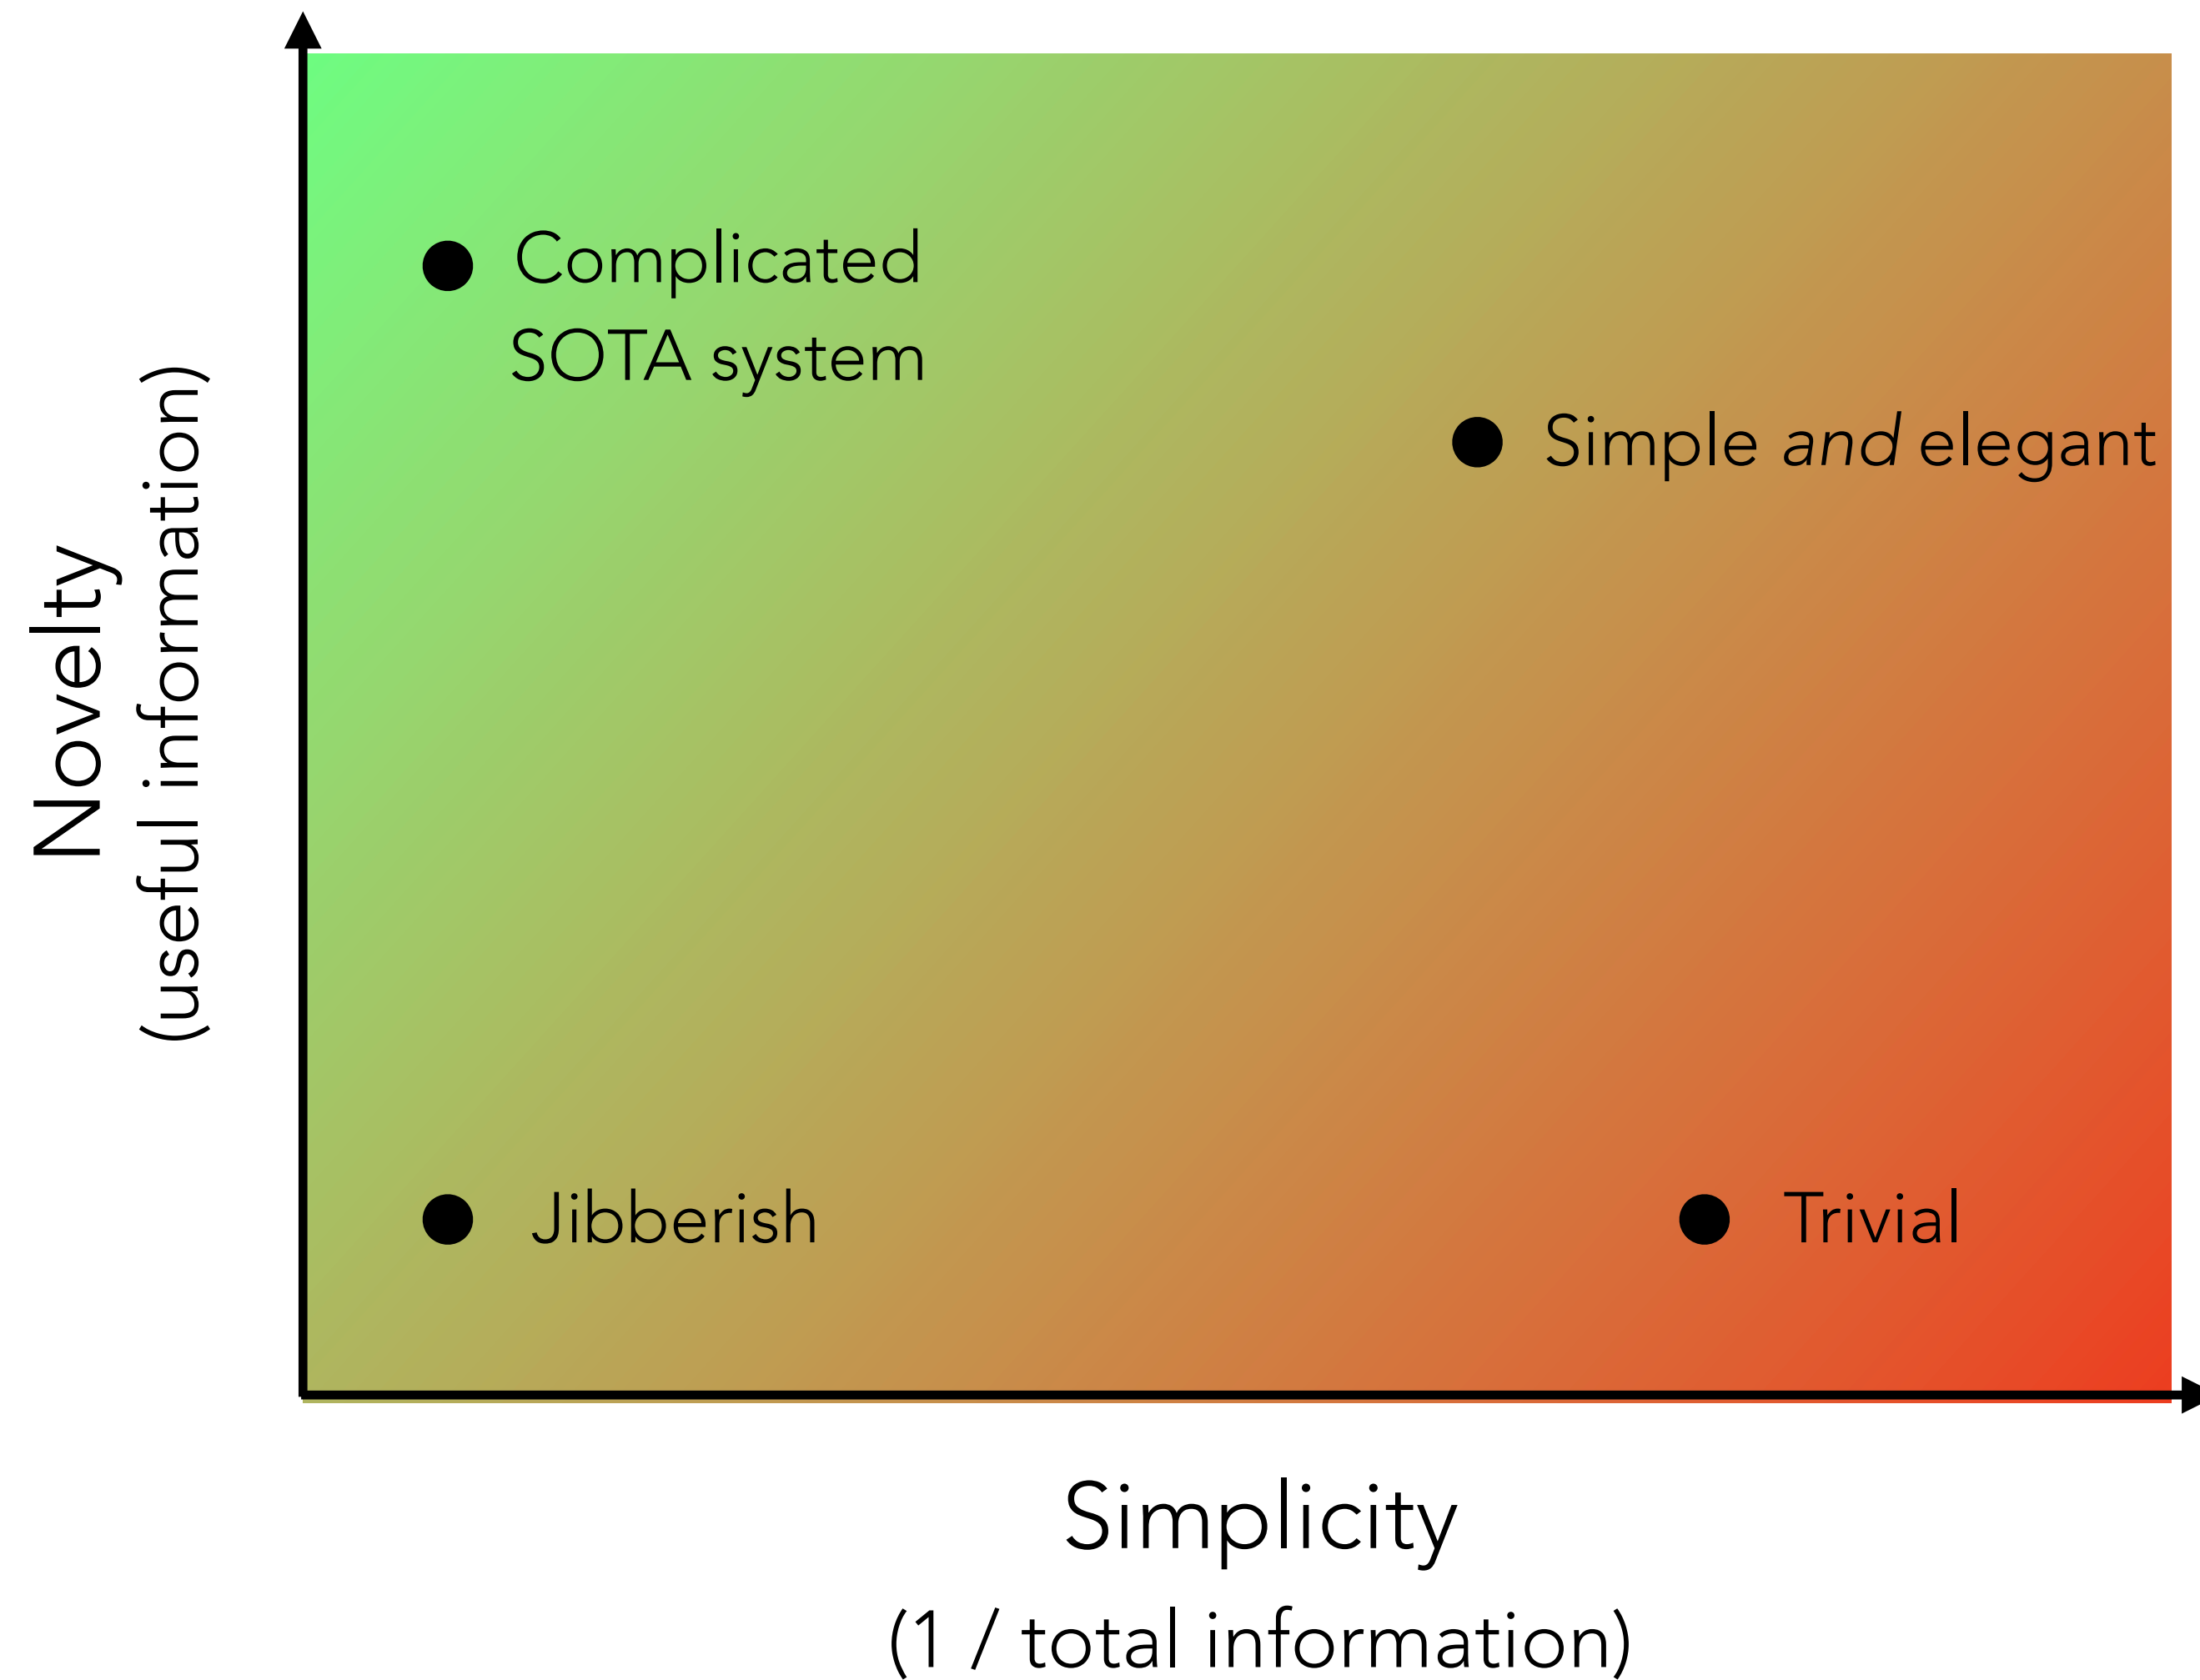 Novelty
(useful information)
Complicated
SOTA system
Simple and elegant
Jibberish
Trivial
Simplicity
(1 / total information)